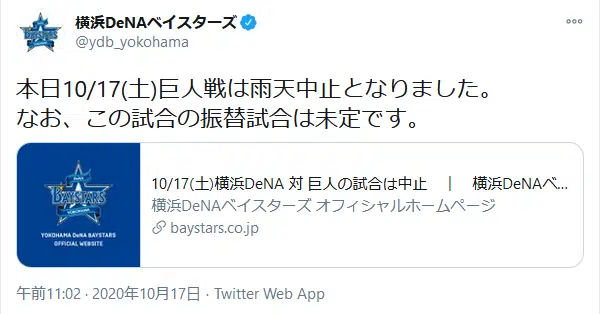 横浜DeNAベイスターズ
@ydb_yokohama
本日10/17(土)巨人戦は雨天中止となりました。
なお、この試合の振替試合は未定です。
BAYSTARS
YOKOHAMA DeNA BAYSTARS
OFFICIAL WEBSITE
10/17(土)横浜DeNA 対 巨人の試合は中止 ｜ 横浜DeNAベ...
横浜DeNAベイスターズ オフィシャルホームページ
baystars.co.jp
午前11:02 · 2020年10月17日 · Twitter Web App